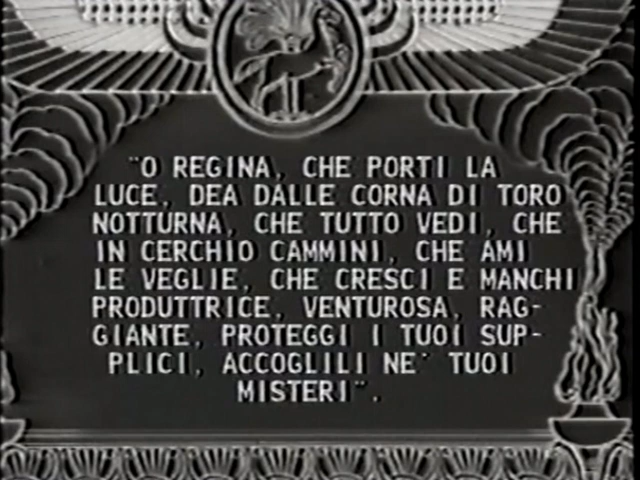 "O REGINA, CHE PORTI LA
LUCE, DEA DALLE CORNA DI TORO
NOTTURNA, CHE TUTTO VEDI, CHE
IN CERCHIO CAMMINI, CHE AMI
LE VEGLIE, CHE CRESCI E MANCHI
PRODUTTRICE, VENTUROSA, RAG-
GIANTE, PROTEGGI I TUOI SUP-
PLICI, ACCOGLILI NE' TUOI
MISTERI".